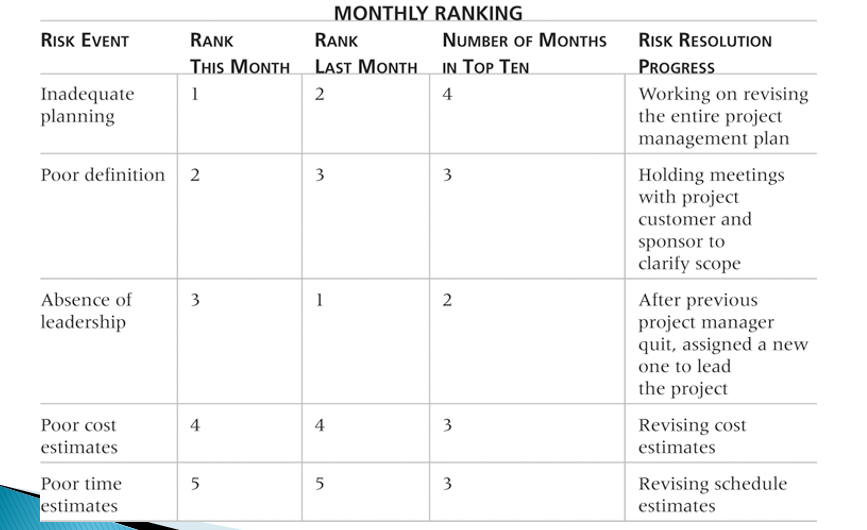 MONTHLY RANKING
RISK EVENT RANK RANK NUMBER OF MONTHS RISK RESOLUTION
THIS MONTH LAST MONTH IN TOP TEN PROGRESS
Inadequate 1 2 4 Working on revising
planning the entire project
management plan
Poor definition 2 3 3 Holding meetings
with project
customer and
sponsor to
clarify scope
Absence of 3 1 2 After previous
leadership project manager
quit, assigned a new
one to lead
the project
Poor cost 4 4 3 Revising cost
estimates estimates
Poor time 5 5 3 Revising schedule
estimates estimates